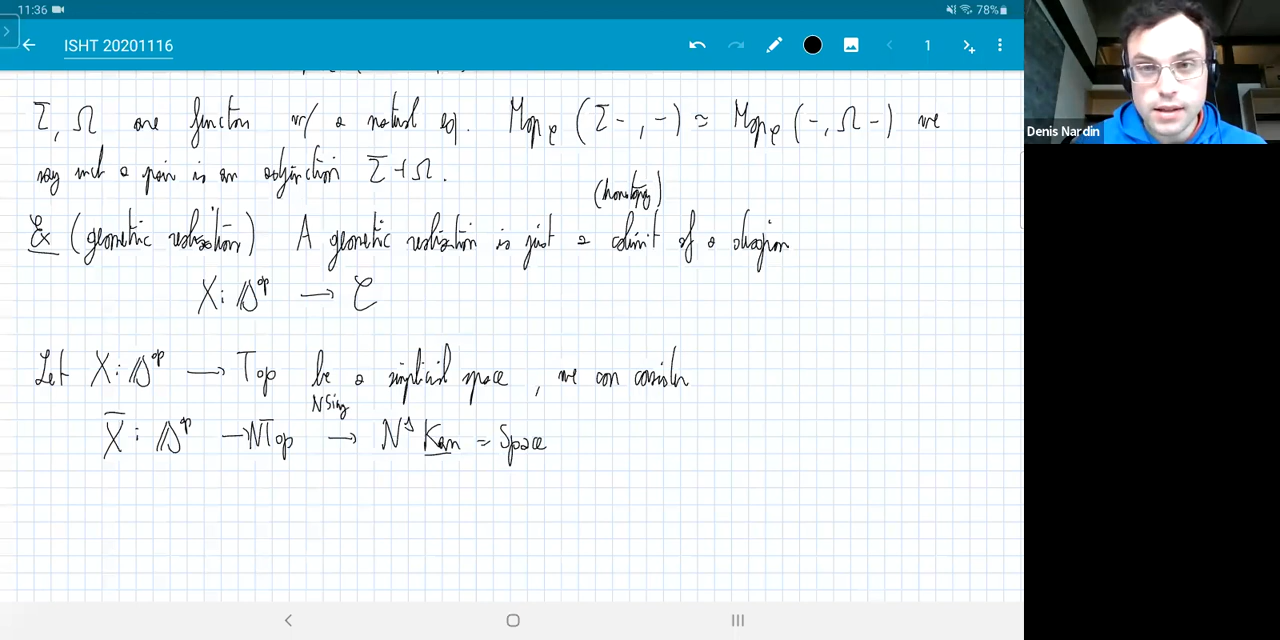 11:36
78%
ISHT 20201116
1
Σ, Ω are functors w/ a natural eq. Map_C (Σ-, -) ≃ Map_C (-, Ω-) we
say such a pair is an adjunction Σ ⊣ Ω.
(homotopy)
Ex (geometric realization) A geometric realization is just a colimit of a diagram
X: Δ^op → C
Let X: Δ^op → Top be a simplicial space, we can consider
N Sing
X̄: Δ^op → NTop → N^Δ Kan = Space
Denis Nardin